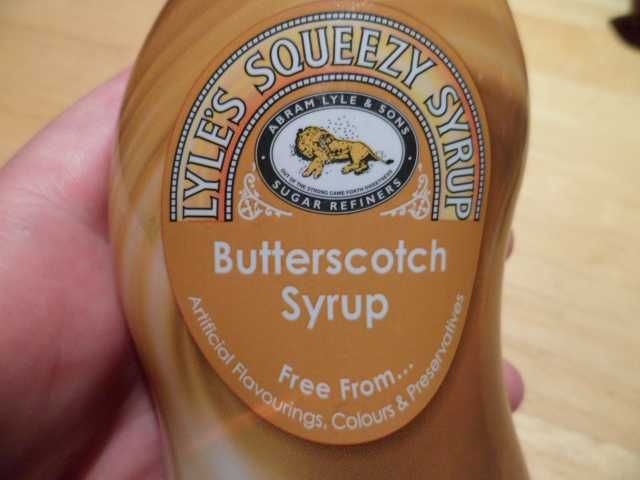 LYLE'S SQUEEZY SYRUP
ABRAM LYLE & SONS
OUT OF THE STRONG CAME FORTH SWEETNESS
SUGAR REFINERS
Butterscotch
Syrup
Free From...
Artificial Flavourings, Colours & Preservatives